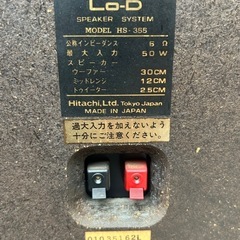 Lo-D
SPEAKER SYSTEM
MODEL HS-355
公称インピーダンス 6Ω
最大入力 50W
スピーカー
ウーファー 30CM
ミッドレンジ 12CM
トゥイーター 2.5CM
Hitachi, Ltd. Tokyo Japan
MADE IN JAPAN
過大入力を加えないよう
十分にご注意ください。
01035162L